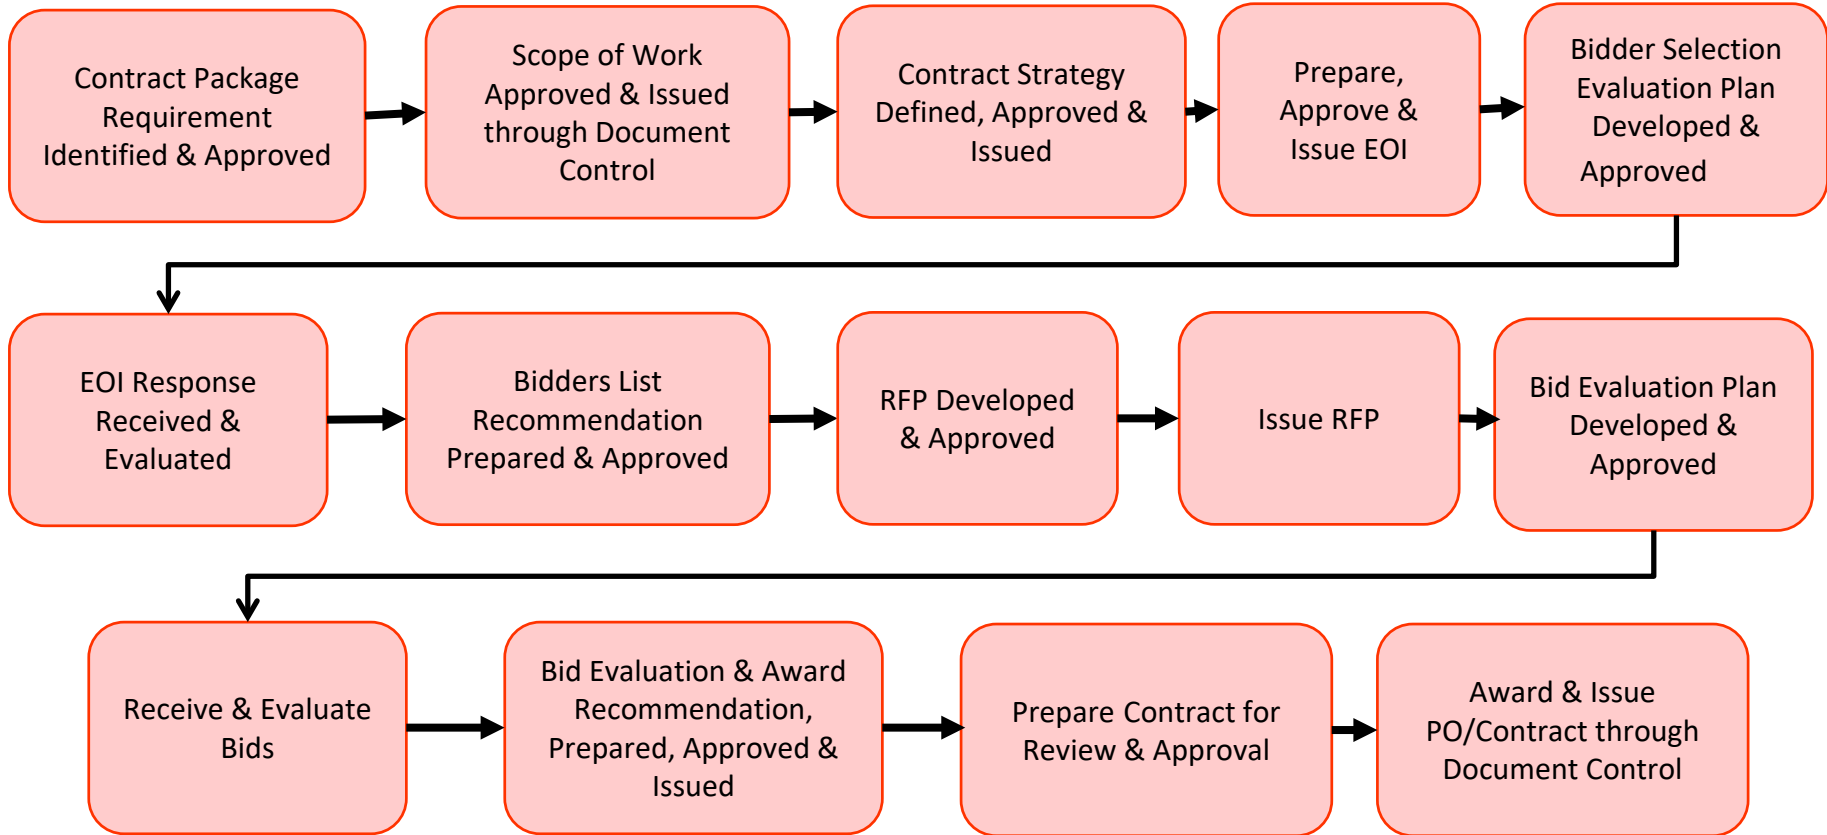 Contract Package
Requirement
Identified & Approved
Scope of Work
Approved & Issued
through Document
Control
Contract Strategy
Defined, Approved &
Issued
Prepare,
Approve &
Issue EOI
Bidder Selection
Evaluation Plan
Developed &
Approved
EOI Response
Received &
Evaluated
Bidders List
Recommendation
Prepared & Approved
RFP Developed
& Approved
Issue RFP
Bid Evaluation Plan
Developed &
Approved
Receive & Evaluate
Bids
Bid Evaluation & Award
Recommendation,
Prepared, Approved &
Issued
Prepare Contract for
Review & Approval
Award & Issue
PO/Contract through
Document Control